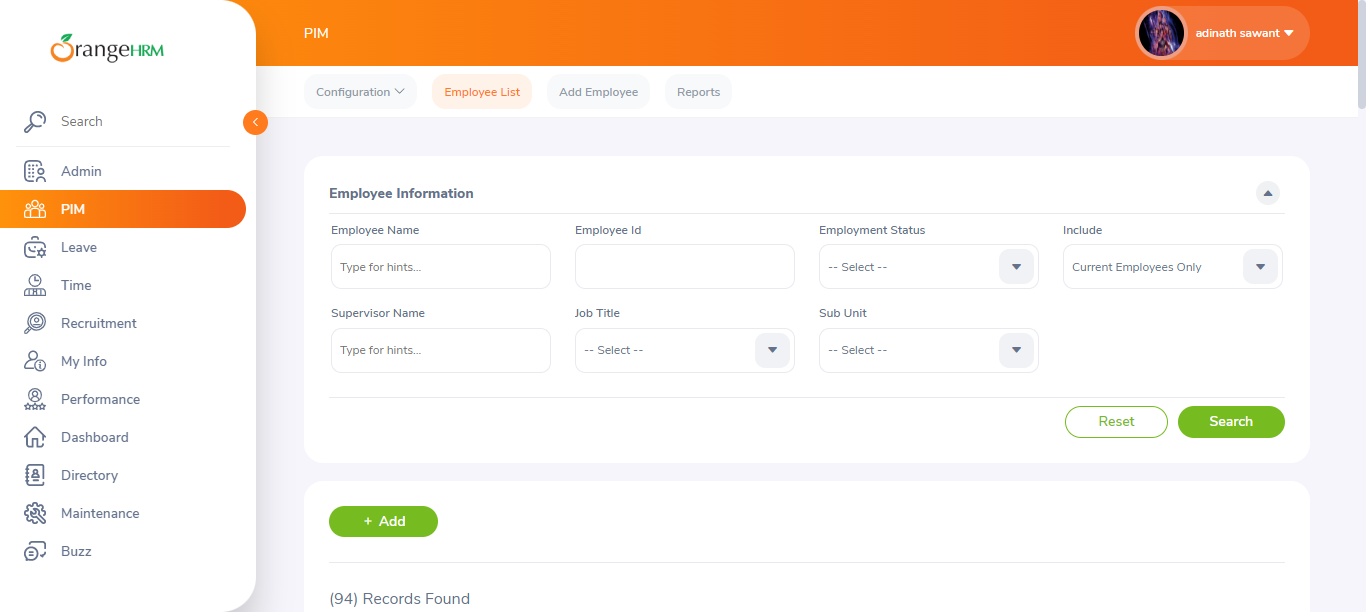 OrangeHRM
Search
Admin
PIM
Leave
Time
Recruitment
My Info
Performance
Dashboard
Directory
Maintenance
Buzz
PIM
adinath sawant
Configuration Employee List Add Employee Reports
Employee Information
Employee Name Employee Id Employment Status Include
Type for hints... -- Select -- Current Employees Only
Supervisor Name Job Title Sub Unit
Type for hints... -- Select -- -- Select --
Reset Search
+ Add
(94) Records Found